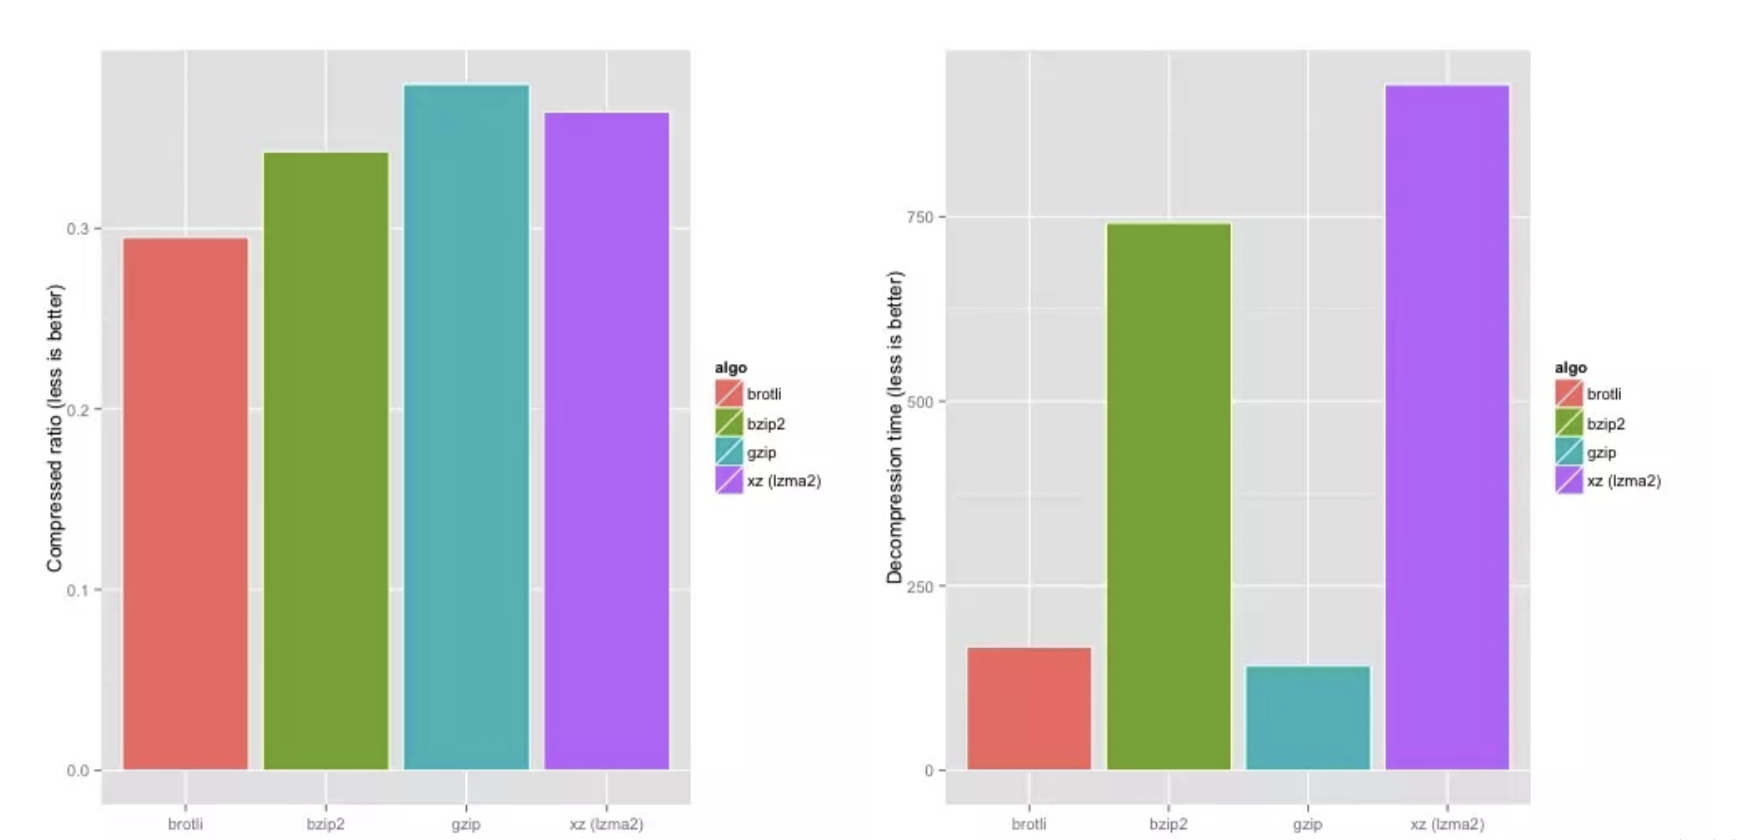 Compressed ratio (less is better)
0.3
0.2
0.1
0.0
brotli
bzip2
gzip
xz (lzma2)
algo
brotli
bzip2
gzip
xz (lzma2)
Decompression time (less is better)
750
500
250
0
brotli
bzip2
gzip
xz (lzma2)
algo
brotli
bzip2
gzip
xz (lzma2)